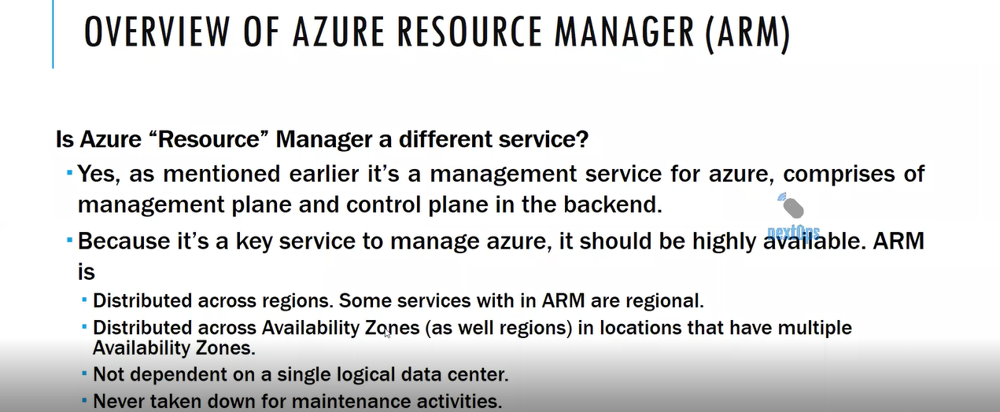 OVERVIEW OF AZURE RESOURCE MANAGER (ARM)
Is Azure “Resource” Manager a different service?
Yes, as mentioned earlier it’s a management service for azure, comprises of
management plane and control plane in the backend.
nextOps
Because it’s a key service to manage azure, it should be highly available. ARM
is
Distributed across regions. Some services with in ARM are regional.
Distributed across Availability Zones (as well regions) in locations that have multiple
Availability Zones.
Not dependent on a single logical data center.
Never taken down for maintenance activities.